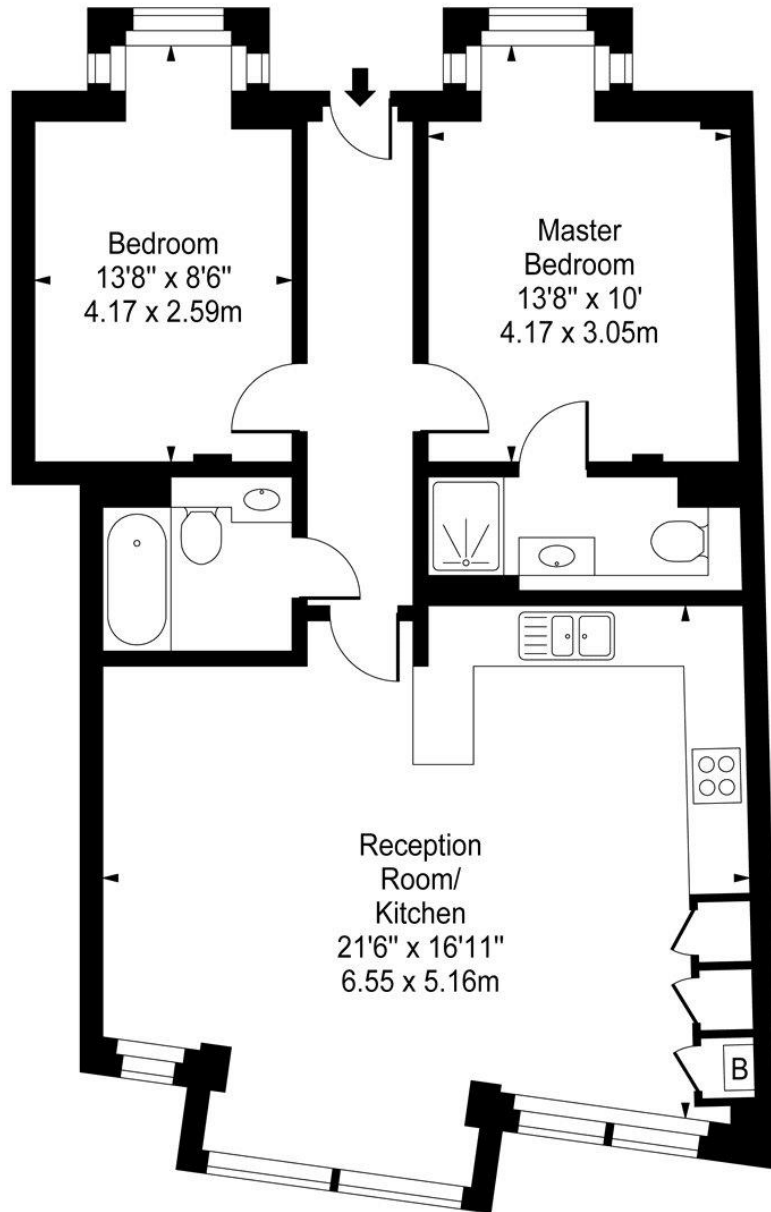 Bedroom
13'8" x 8'6"
4.17 x 2.59m
Master
Bedroom
13'8" x 10'
4.17 x 3.05m
Reception
Room/
Kitchen
21'6" x 16'11"
6.55 x 5.16m
B